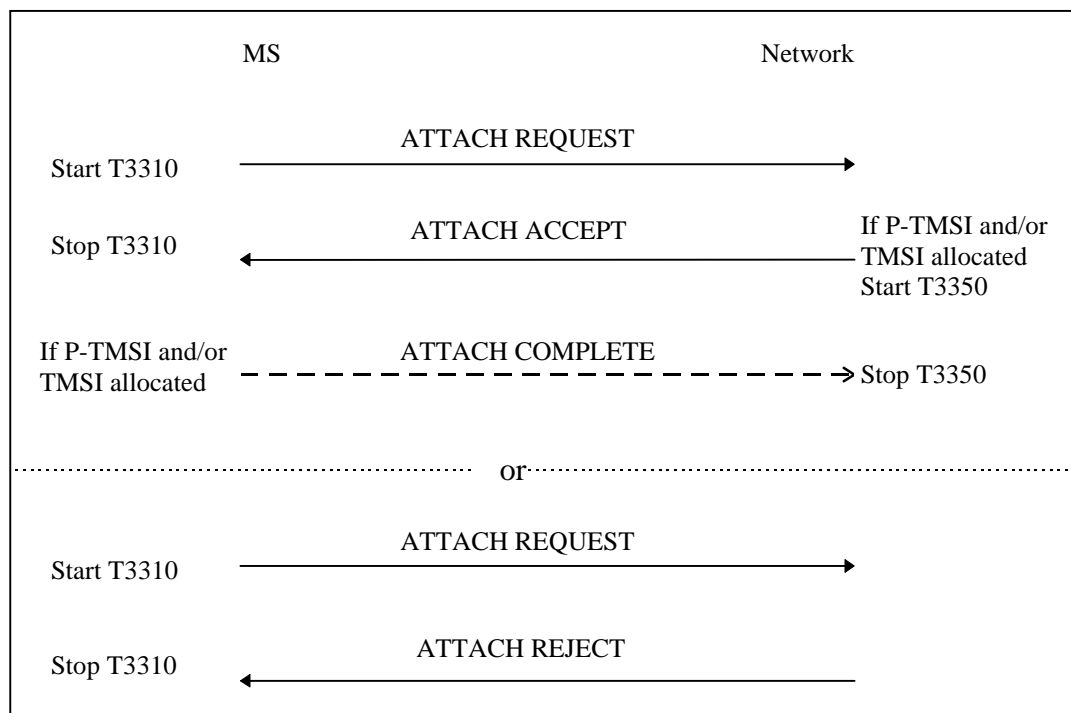 MS
Network
ATTACH REQUEST
Start T3310
ATTACH ACCEPT
Stop T3310
If P-TMSI and/or
TMSI allocated
Start T3350
If P-TMSI and/or
TMSI allocated
ATTACH COMPLETE
Stop T3350
or
ATTACH REQUEST
Start T3310
ATTACH REJECT
Stop T3310